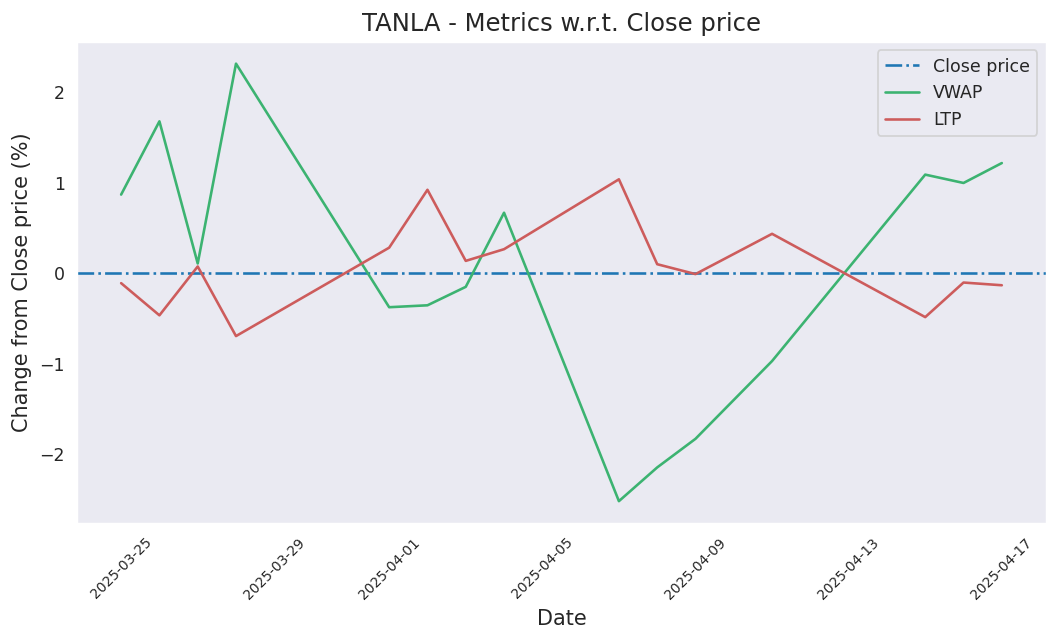 TANLA - Metrics w.r.t. Close price
Change from Close price (%)
2
1
0
−1
−2
Close price
VWAP
LTP
2025-03-25
2025-03-29
2025-04-01
2025-04-05
2025-04-09
2025-04-13
2025-04-17
Date